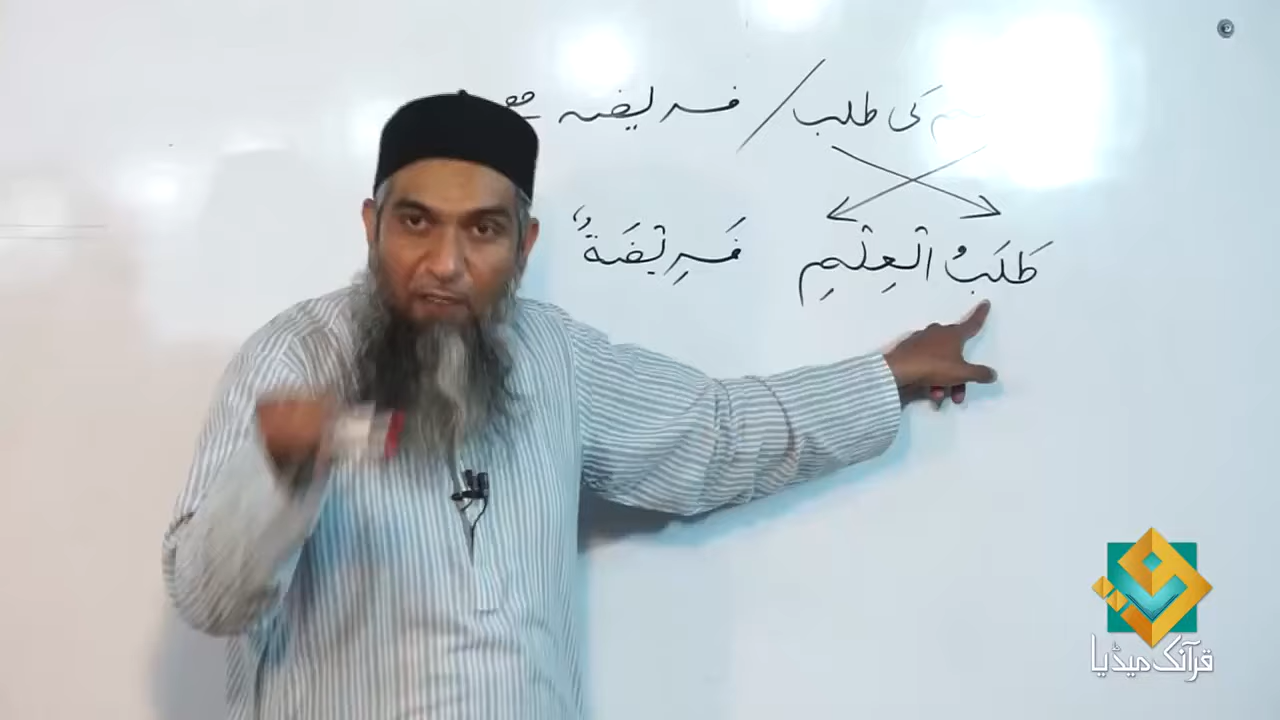 کی طلب / فریضہ ہے
طَلَبُ الْعِلْمِ فَرِيْضَةٌ
قرآنک میڈیا